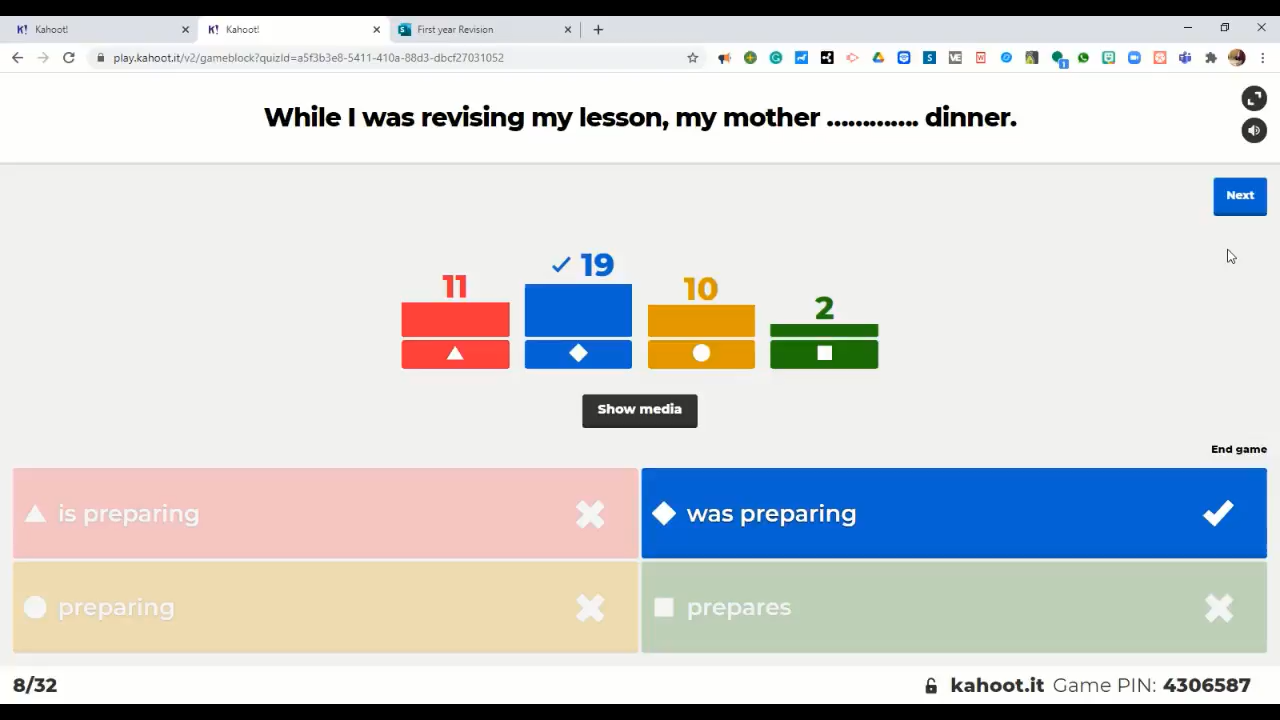 Kahoot!
Kahoot!
First year Revision
play.kahoot.it/v2/gameblock?quizId=a5f3b3e8-5411-410a-88d3-dbcf27031052
While I was revising my lesson, my mother ............. dinner.
Next
11
19
10
2
Show media
End game
is preparing
was preparing
preparing
prepares
8/32
kahoot.it Game PIN: 4306587